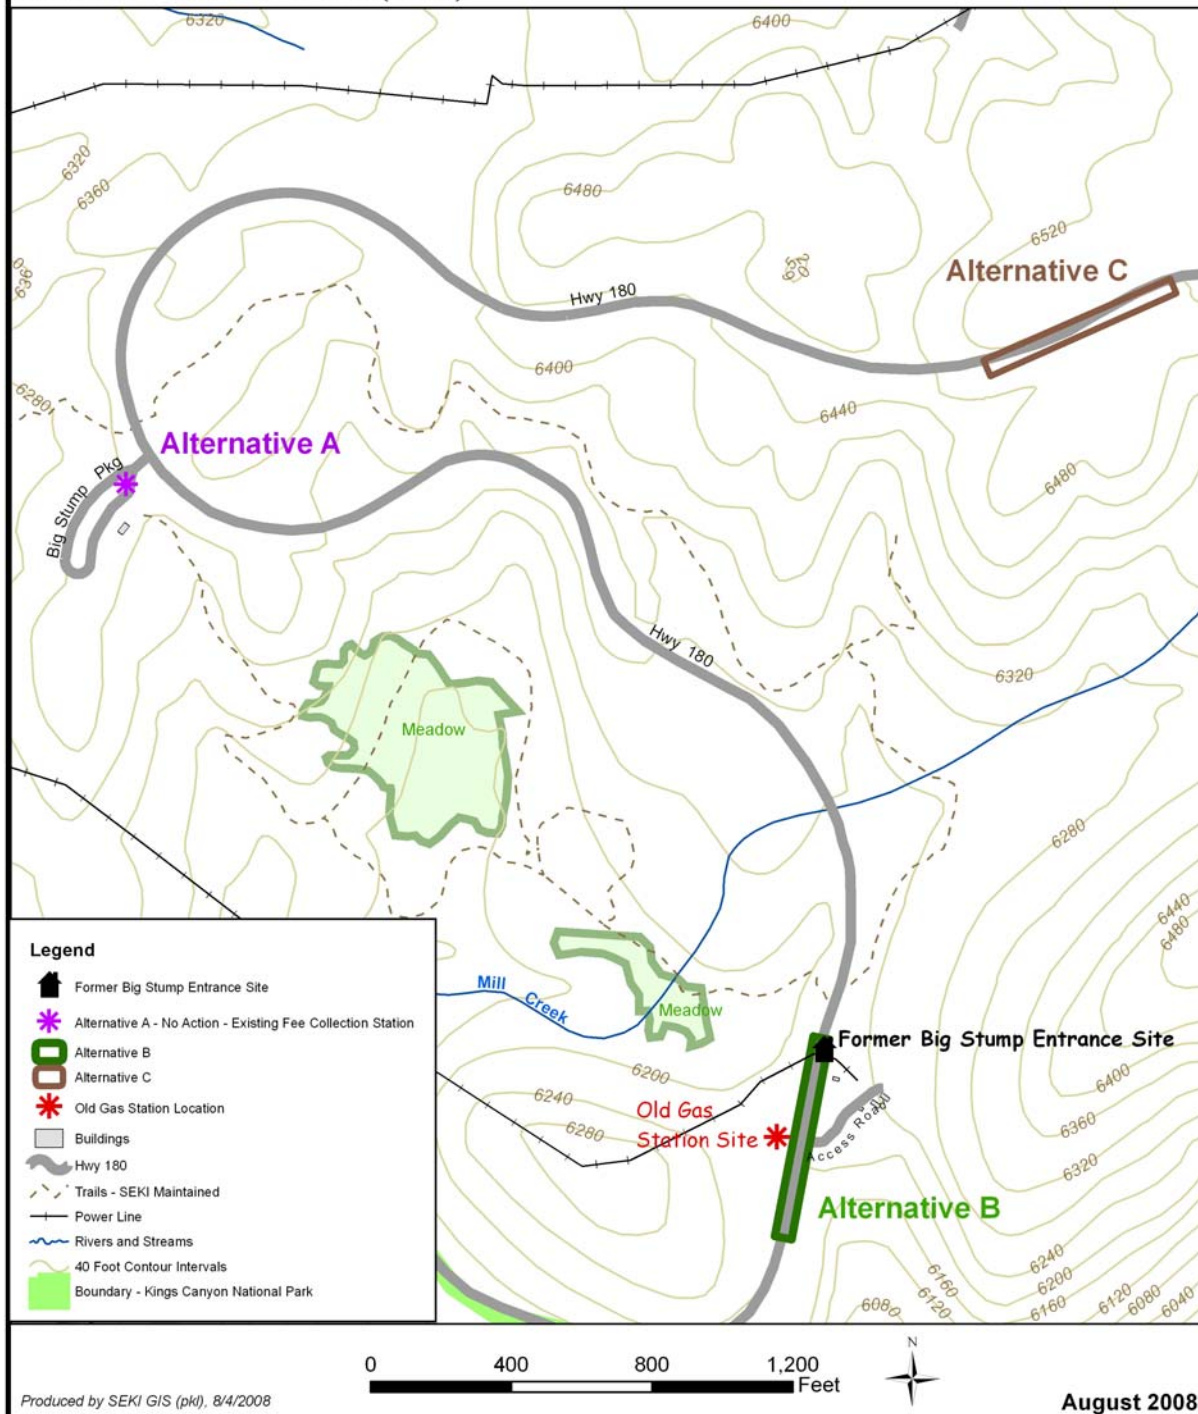 6320
6400
6320
6360
6480
6520
6520
Alternative C
Hwy 180
6400
6280
6440
Alternative A
Big Stump Pkg
6480
Hwy 180
6320
Meadow
6280
6440
6480
Legend
Former Big Stump Entrance Site
Alternative A - No Action - Existing Fee Collection Station
Alternative B
Alternative C
Old Gas Station Location
Buildings
Hwy 180
Trails - SEKI Maintained
Power Line
Rivers and Streams
40 Foot Contour Intervals
Boundary - Kings Canyon National Park
Mill Creek
Meadow
Former Big Stump Entrance Site
6200
6240
6280
Old Gas
Station Site
Access Road
6400
6360
6320
Alternative B
6240
6200
6160
6120
6080
6040
6160
6120
6080
0 400 800 1,200
Feet
N
Produced by SEKI GIS (pkl), 8/4/2008
August 2008